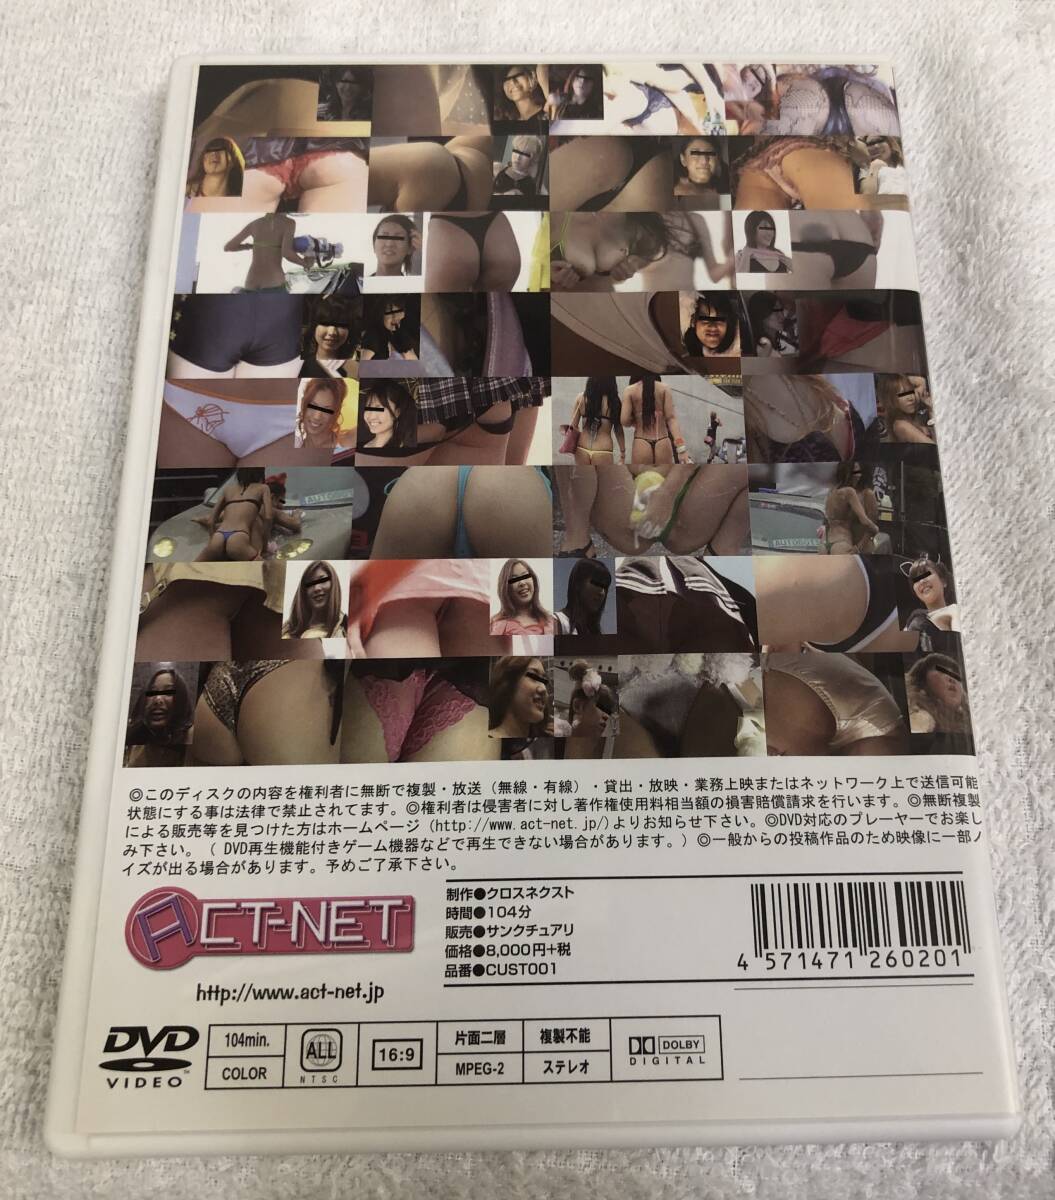 AUTOBOT
AUTOBOTS
◎このディスクの内容を権利者に無断で複製・放送（無線・有線）・貸出・放映・業務上映またはネットワーク上で送信可能
状態にする事は法律で禁止されてます。◎権利者は侵害者に対し著作権使用料相当額の損害賠償請求を行います。◎無断複製
による販売等を見つけた方はホームページ（http://www.act-net.jp/）よりお知らせ下さい。◎DVD対応のプレーヤーでお楽し
み下さい。（ DVD再生機能付きゲーム機器などで再生できない場合があります。）◎一般からの投稿作品のため映像に一部ノ
イズが出る場合があります。予めご了承下さい。
ACT-NET
http://www.act-net.jp
制作●クロスネクスト
時間●104分
販売●サンクチュアリ
価格●8,000円+税
品番●CUST001
4 571471 260201
DVD
VIDEO
104min.
COLOR
ALL
NTSC
16:9
片面二層
MPEG-2
複製不能
ステレオ
DOLBY
DIGITAL